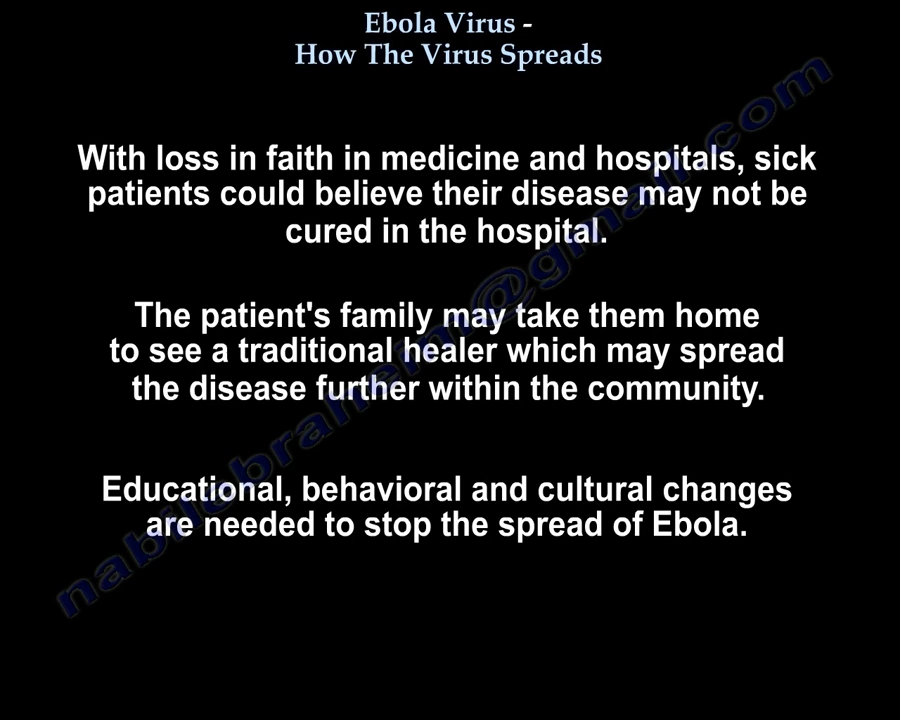 Ebola Virus -
How The Virus Spreads
With loss in faith in medicine and hospitals, sick
patients could believe their disease may not be
cured in the hospital.
The patient's family may take them home
to see a traditional healer which may spread
the disease further within the community.
Educational, behavioral and cultural changes
are needed to stop the spread of Ebola.
nabil.ebraheim@gmail.com